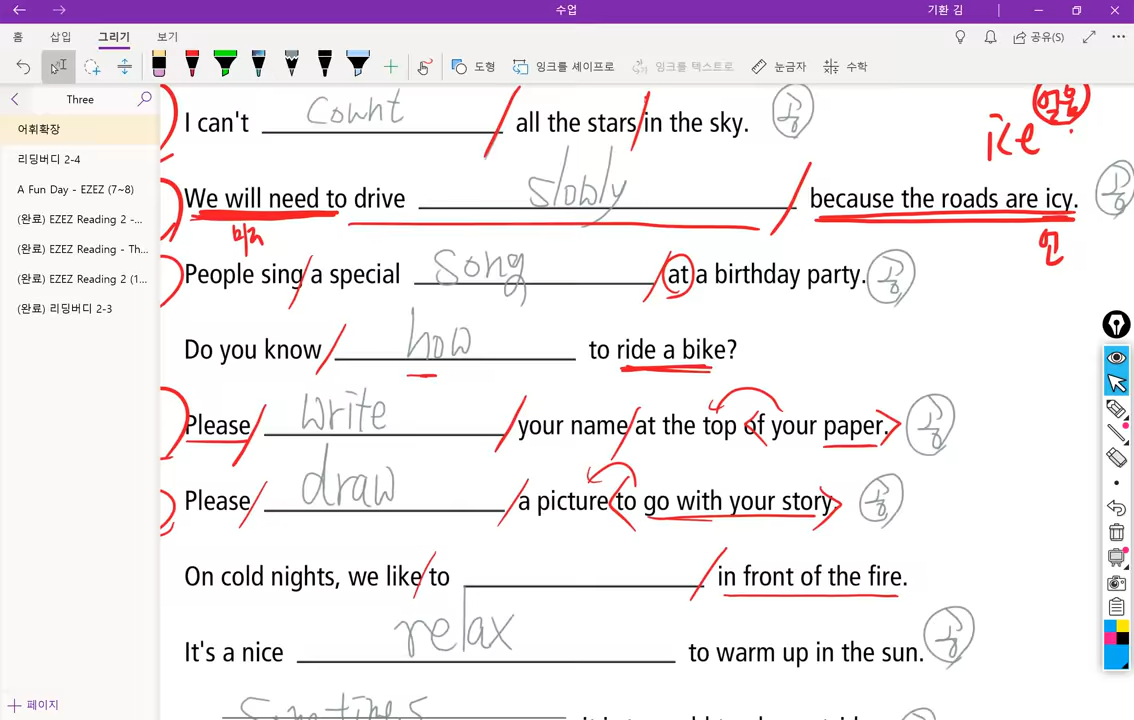 수업
기환 김
홈 삽입 그리기 보기
공유(S)
도형 잉크를 셰이프로 잉크를 텍스트로 눈금자 수학
Three
어휘확장
리딩버디 2-4
A Fun Day - EZEZ (7~8)
(완료) EZEZ Reading 2 -...
(완료) EZEZ Reading - Th...
(완료) EZEZ Reading 2 (1...
(완료) 리딩버디 2-3
페이지
I can't count all the stars in the sky.
ice 얼음
We will need to drive slowly because the roads are icy.
People sing a special song at a birthday party.
Do you know how to ride a bike?
Please write your name at the top of your paper.
Please draw a picture to go with your story.
On cold nights, we like to in front of the fire.
It's a nice relax to warm up in the sun.
Sometimes